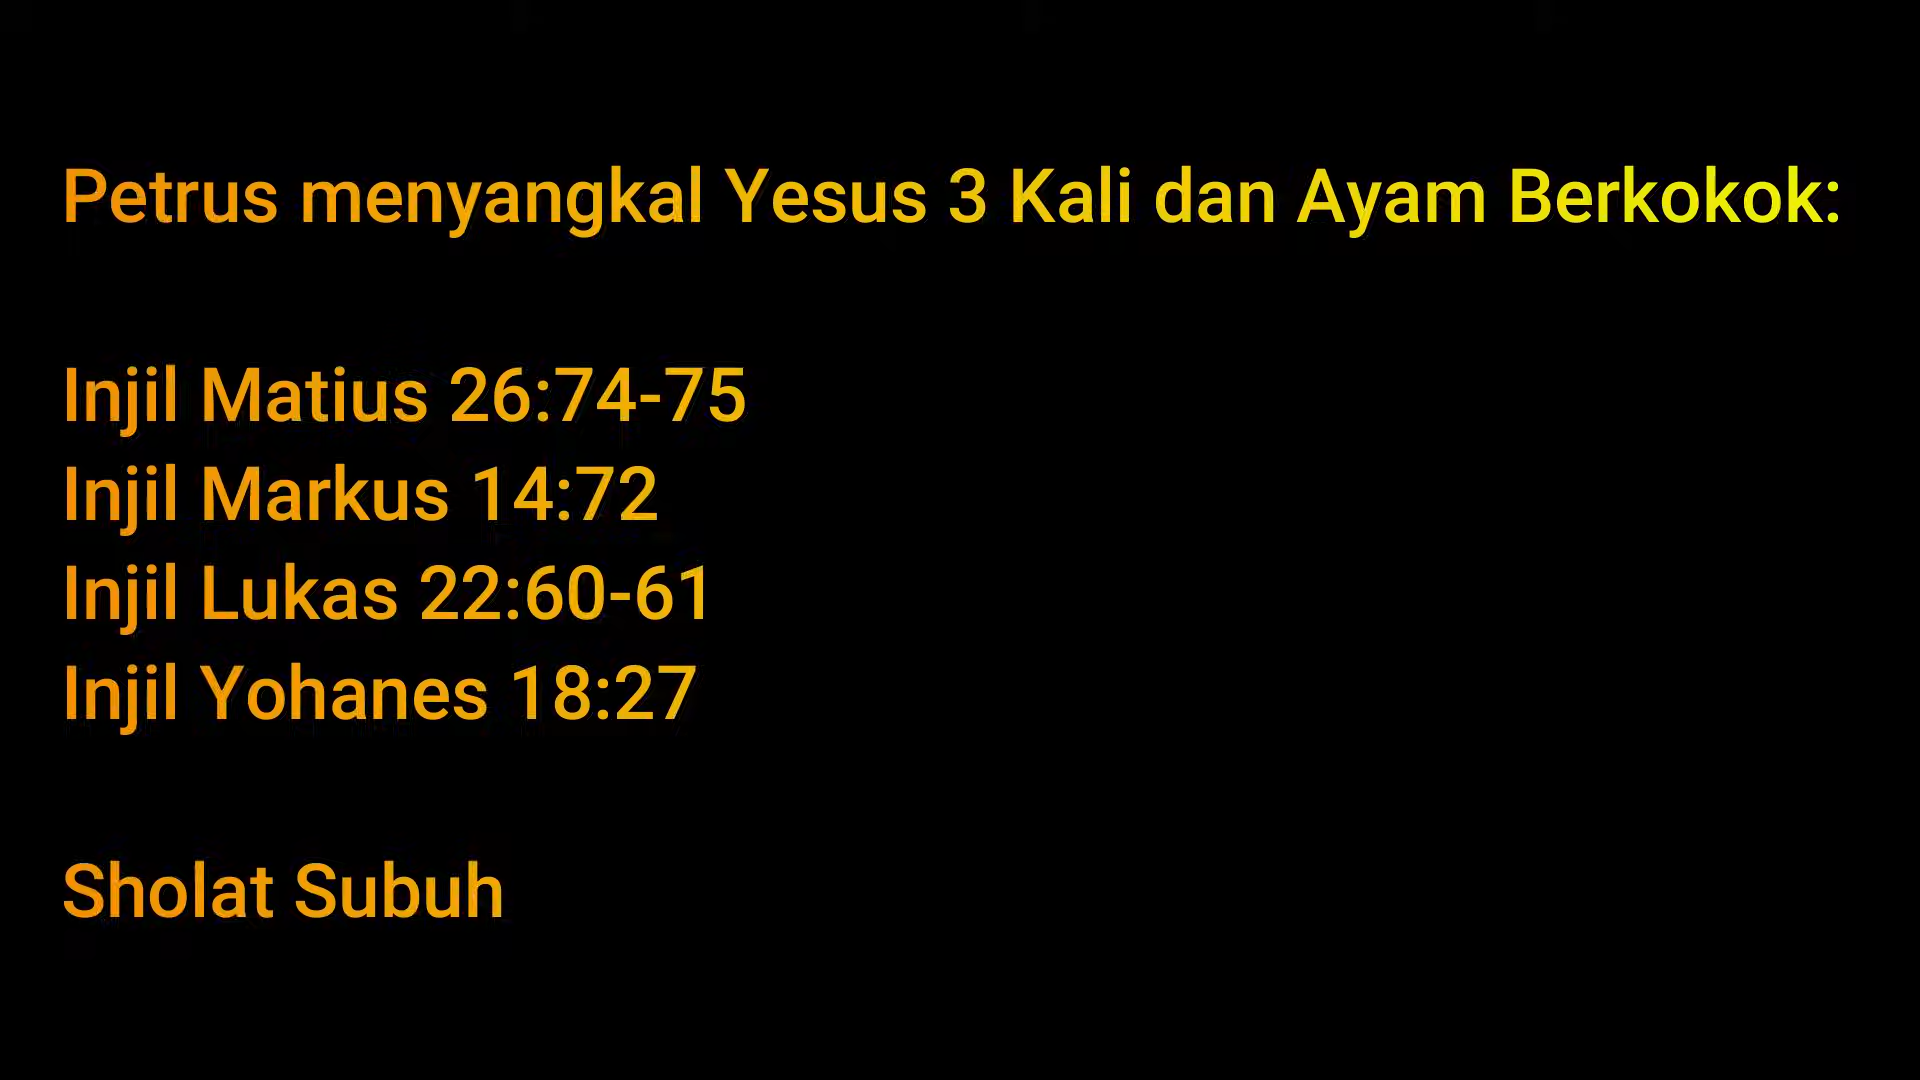 Petrus menyangkal Yesus 3 Kali dan Ayam Berkokok:
Injil Matius 26:74-75
Injil Markus 14:72
Injil Lukas 22:60-61
Injil Yohanes 18:27
Sholat Subuh